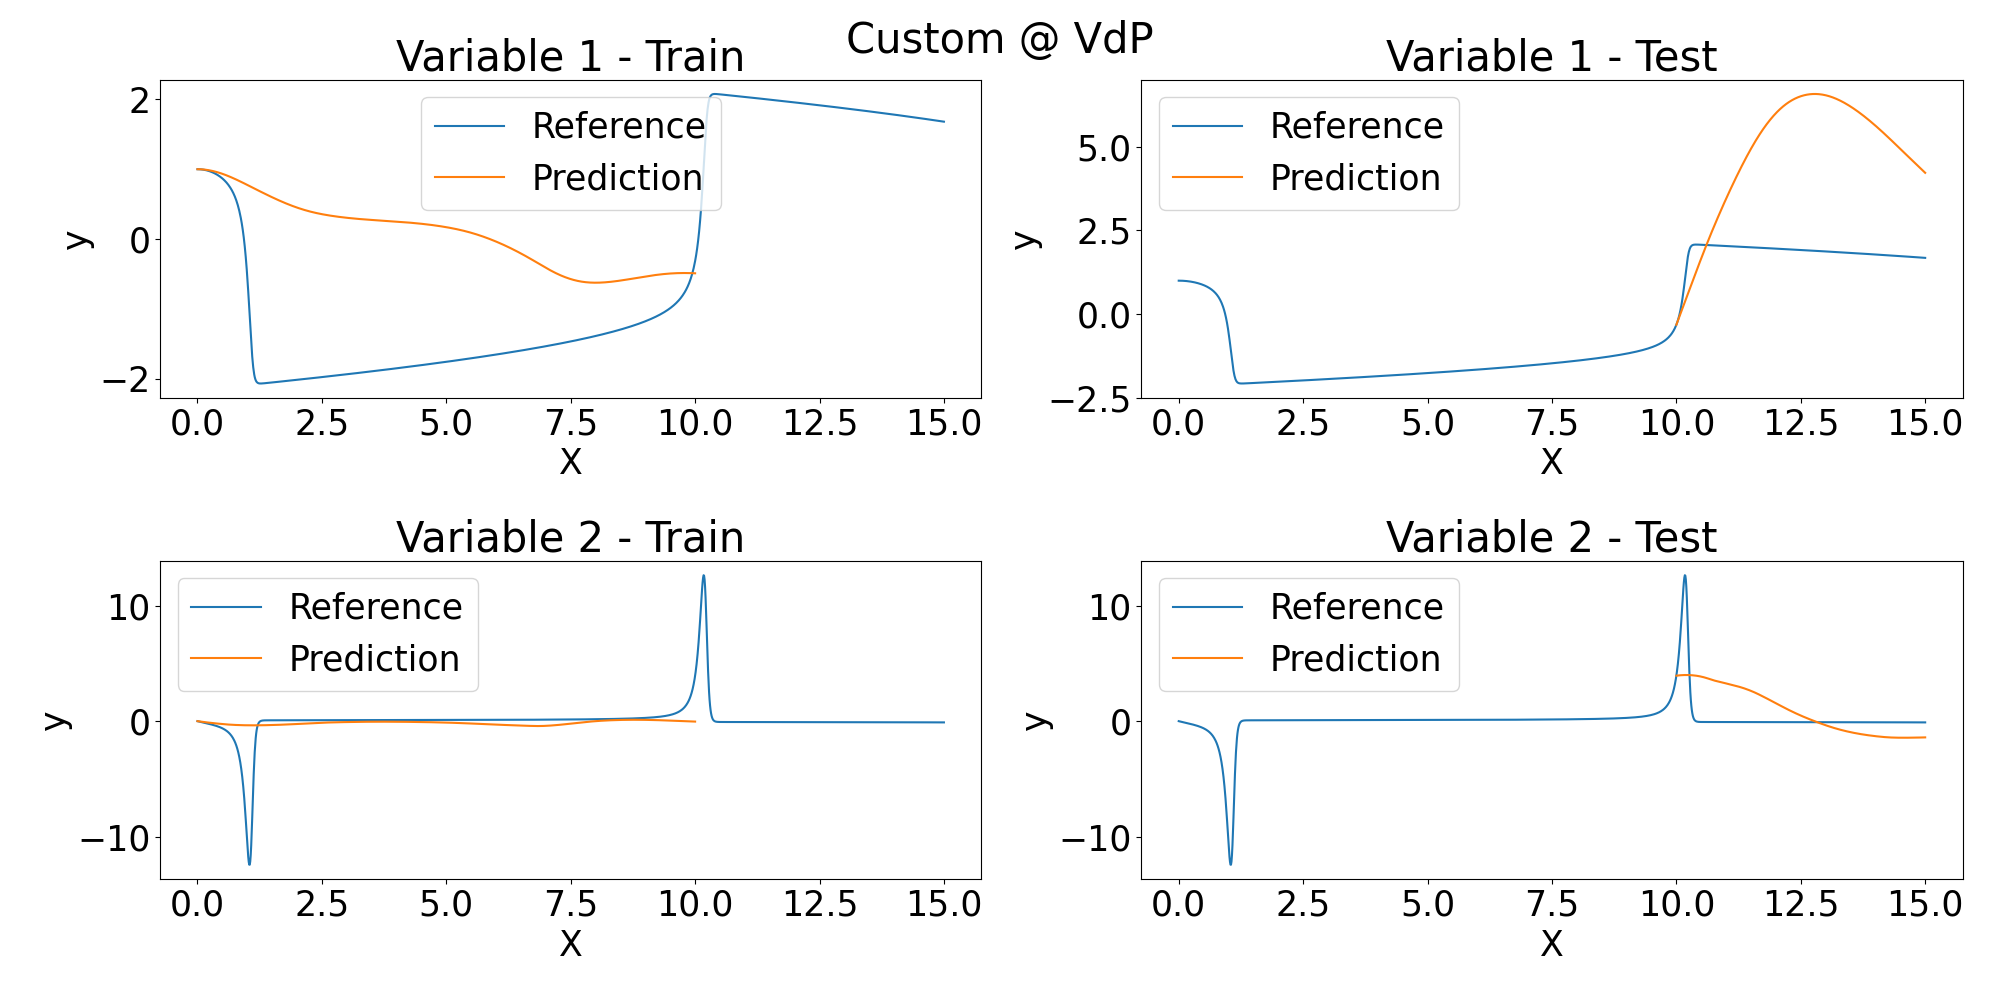 Custom @ VdP
Variable 1 - Train
Variable 1 - Test
2
0
−2
y
Reference
Prediction
0.0 2.5 5.0 7.5 10.0 12.5 15.0
X
5.0
2.5
0.0
−2.5
y
Reference
Prediction
0.0 2.5 5.0 7.5 10.0 12.5 15.0
X
Variable 2 - Train
Variable 2 - Test
10
0
−10
y
Reference
Prediction
0.0 2.5 5.0 7.5 10.0 12.5 15.0
X
10
0
−10
y
Reference
Prediction
0.0 2.5 5.0 7.5 10.0 12.5 15.0
X